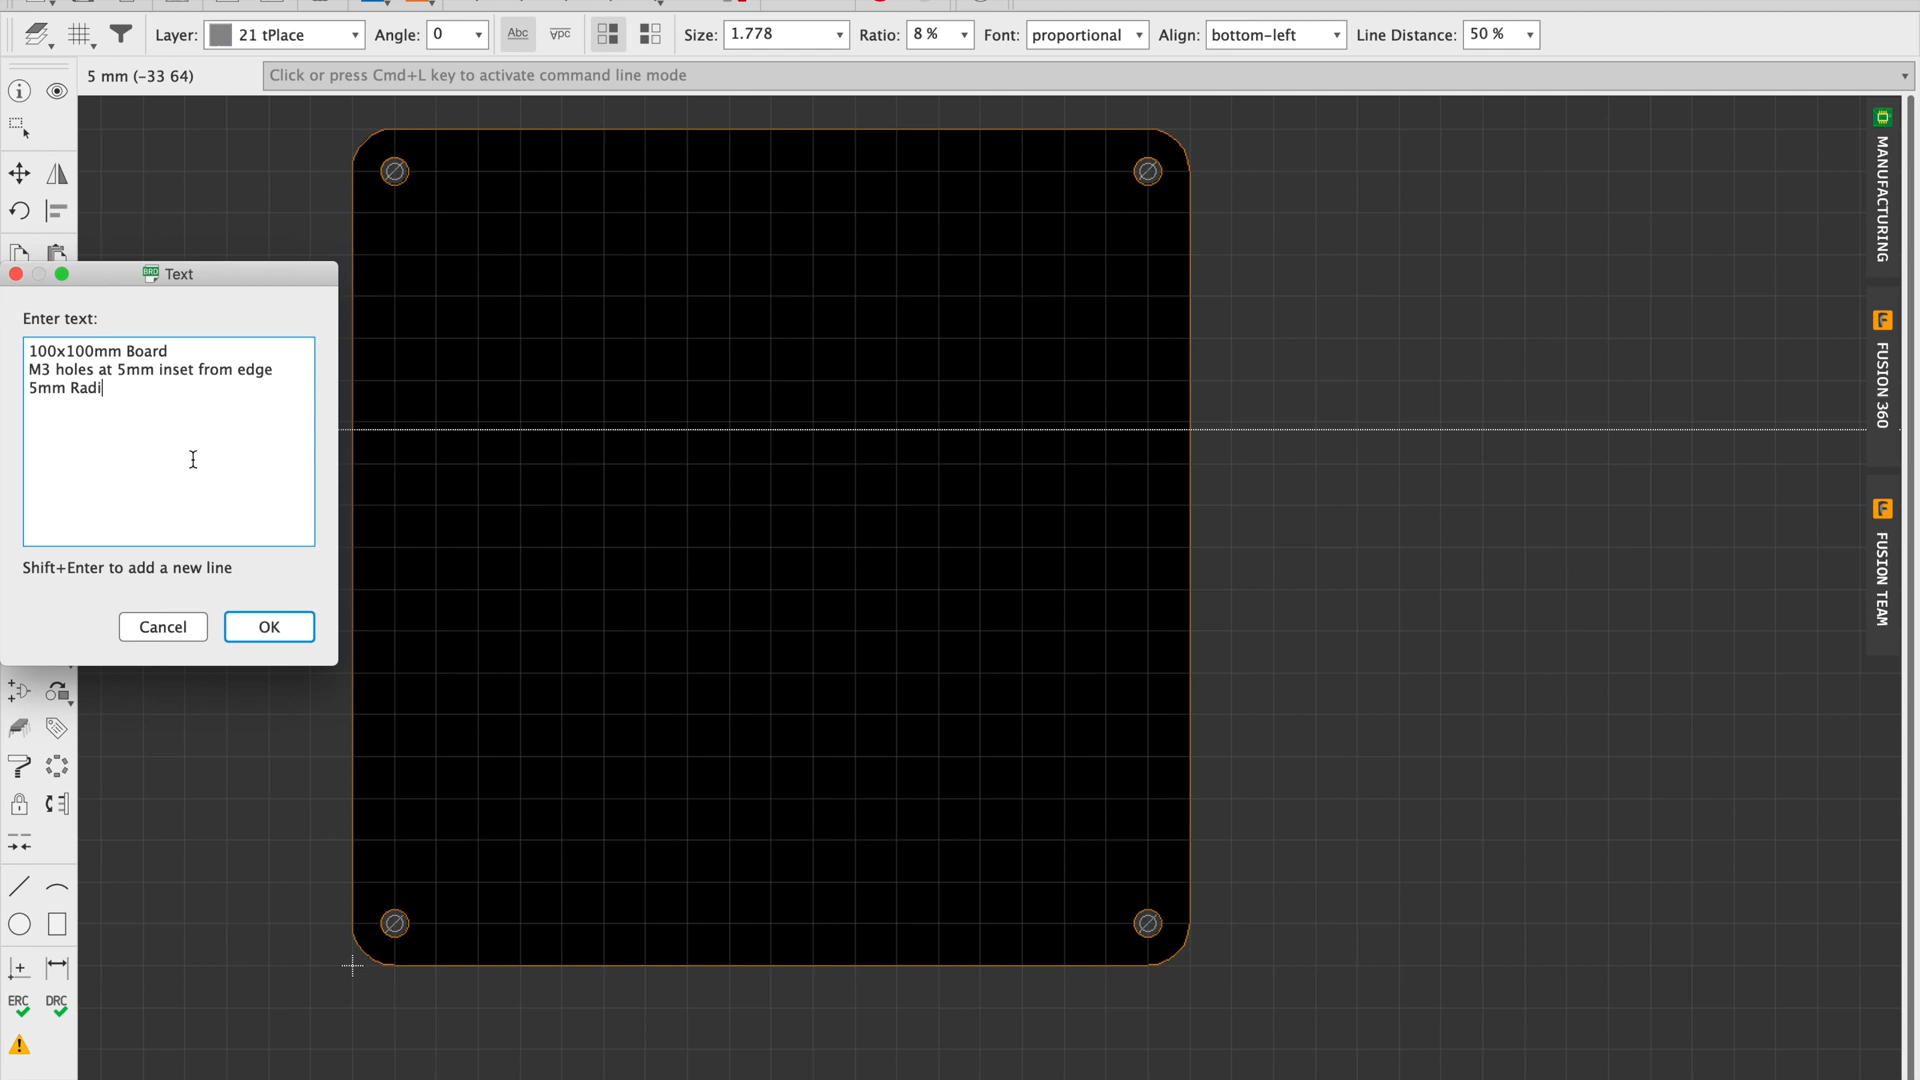 Layer: 21 tPlace Angle: 0 Abc Abc Size: 1.778 Ratio: 8 % Font: proportional Align: bottom-left Line Distance: 50 %
5 mm (-33 64) Click or press Cmd+L key to activate command line mode
BRD Text
Enter text:
100x100mm Board
M3 holes at 5mm inset from edge
5mm Radi
Shift+Enter to add a new line
Cancel OK
ERC DRC
MANUFACTURING
F FUSION 360
F FUSION TEAM